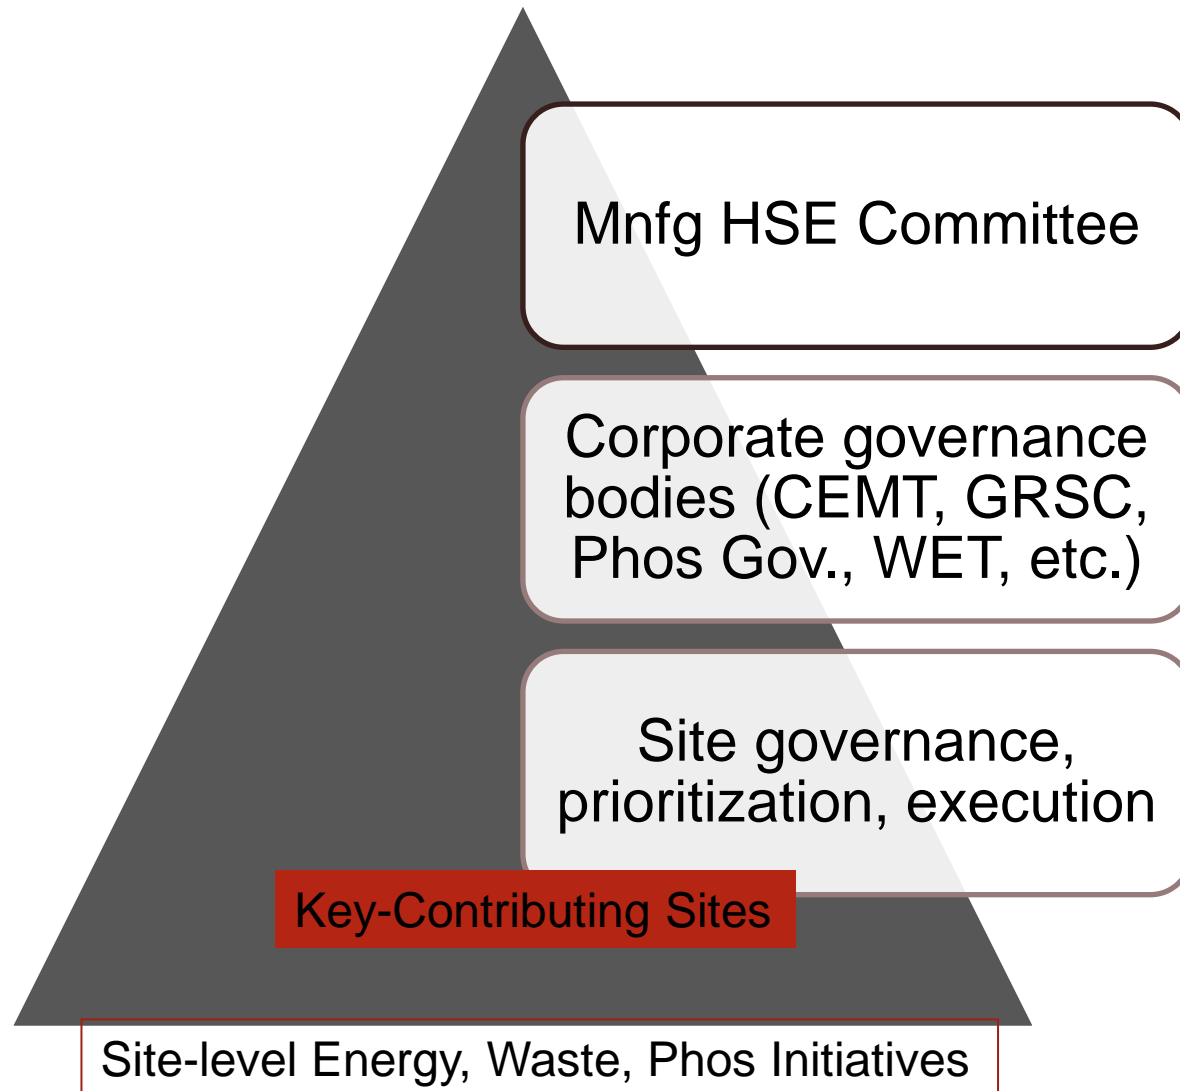 Mnfg HSE Committee
Corporate governance
bodies (CEMT, GRSC,
Phos Gov., WET, etc.)
Site governance,
prioritization, execution
Key-Contributing Sites
Site-level Energy, Waste, Phos Initiatives